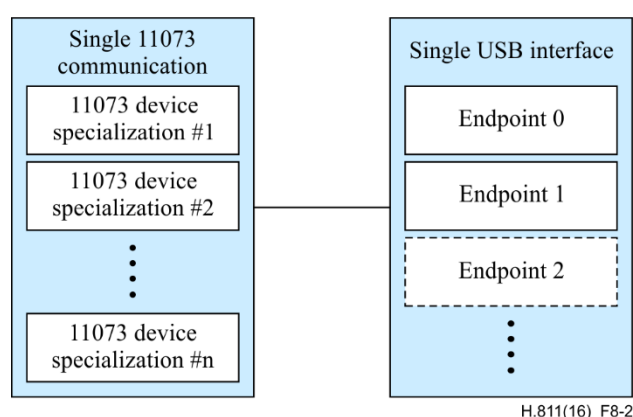 Single 11073
communication
11073 device
specialization #1
11073 device
specialization #2
11073 device
specialization #n
Single USB interface
Endpoint 0
Endpoint 1
Endpoint 2
H.811(16)_F8-2